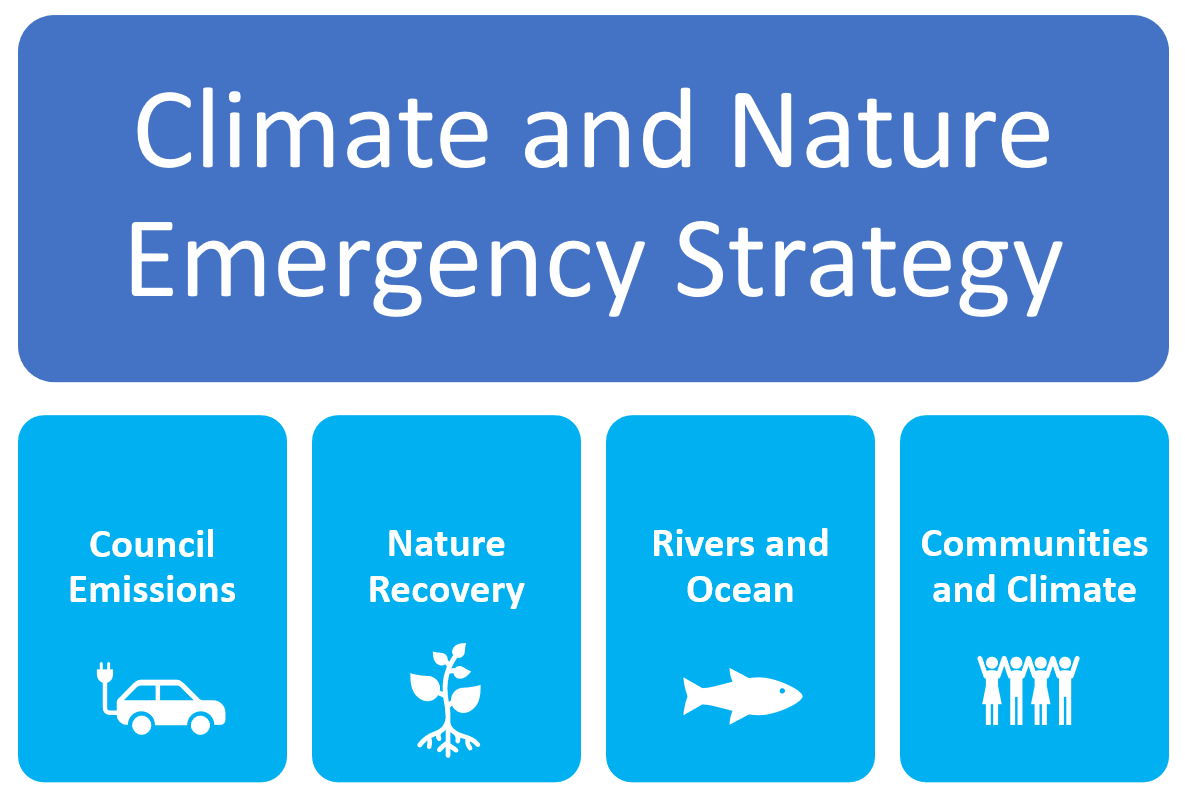 Climate and Nature
Emergency Strategy
Council
Emissions
Nature
Recovery
Rivers and
Ocean
Communities
and Climate